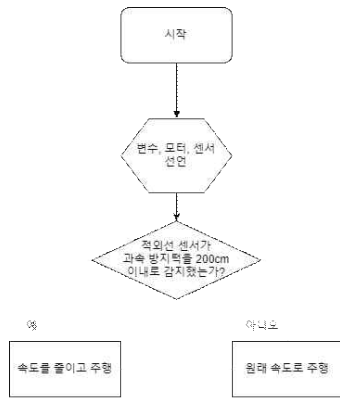 시작
변수, 모터, 센서
선언
적외선 센서가
과속 방지턱을 200cm
이내로 감지했는가?
예
아니오
속도를 줄이고 주행
원래 속도로 주행